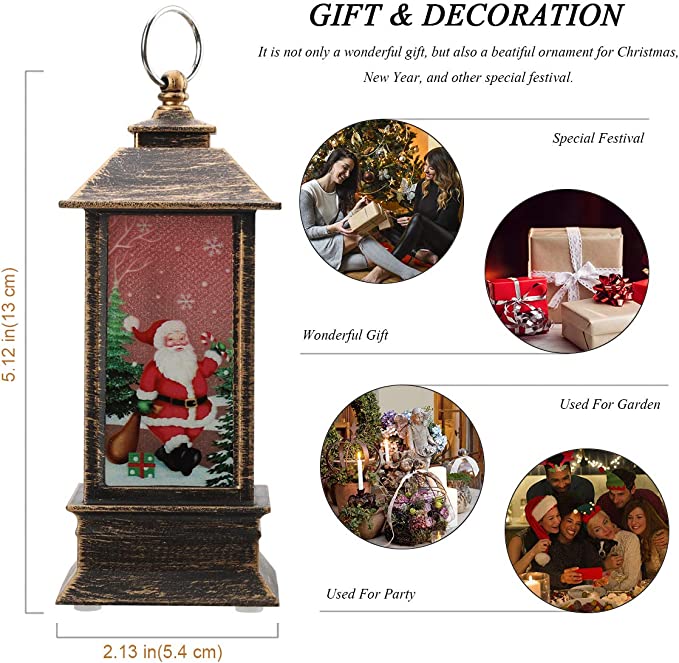 GIFT & DECORATION
It is not only a wonderful gift, but also a beatiful ornament for Christmas,
New Year, and other special festival.
Special Festival
Wonderful Gift
Used For Garden
Used For Party
5.12 in(13 cm)
2.13 in(5.4 cm)